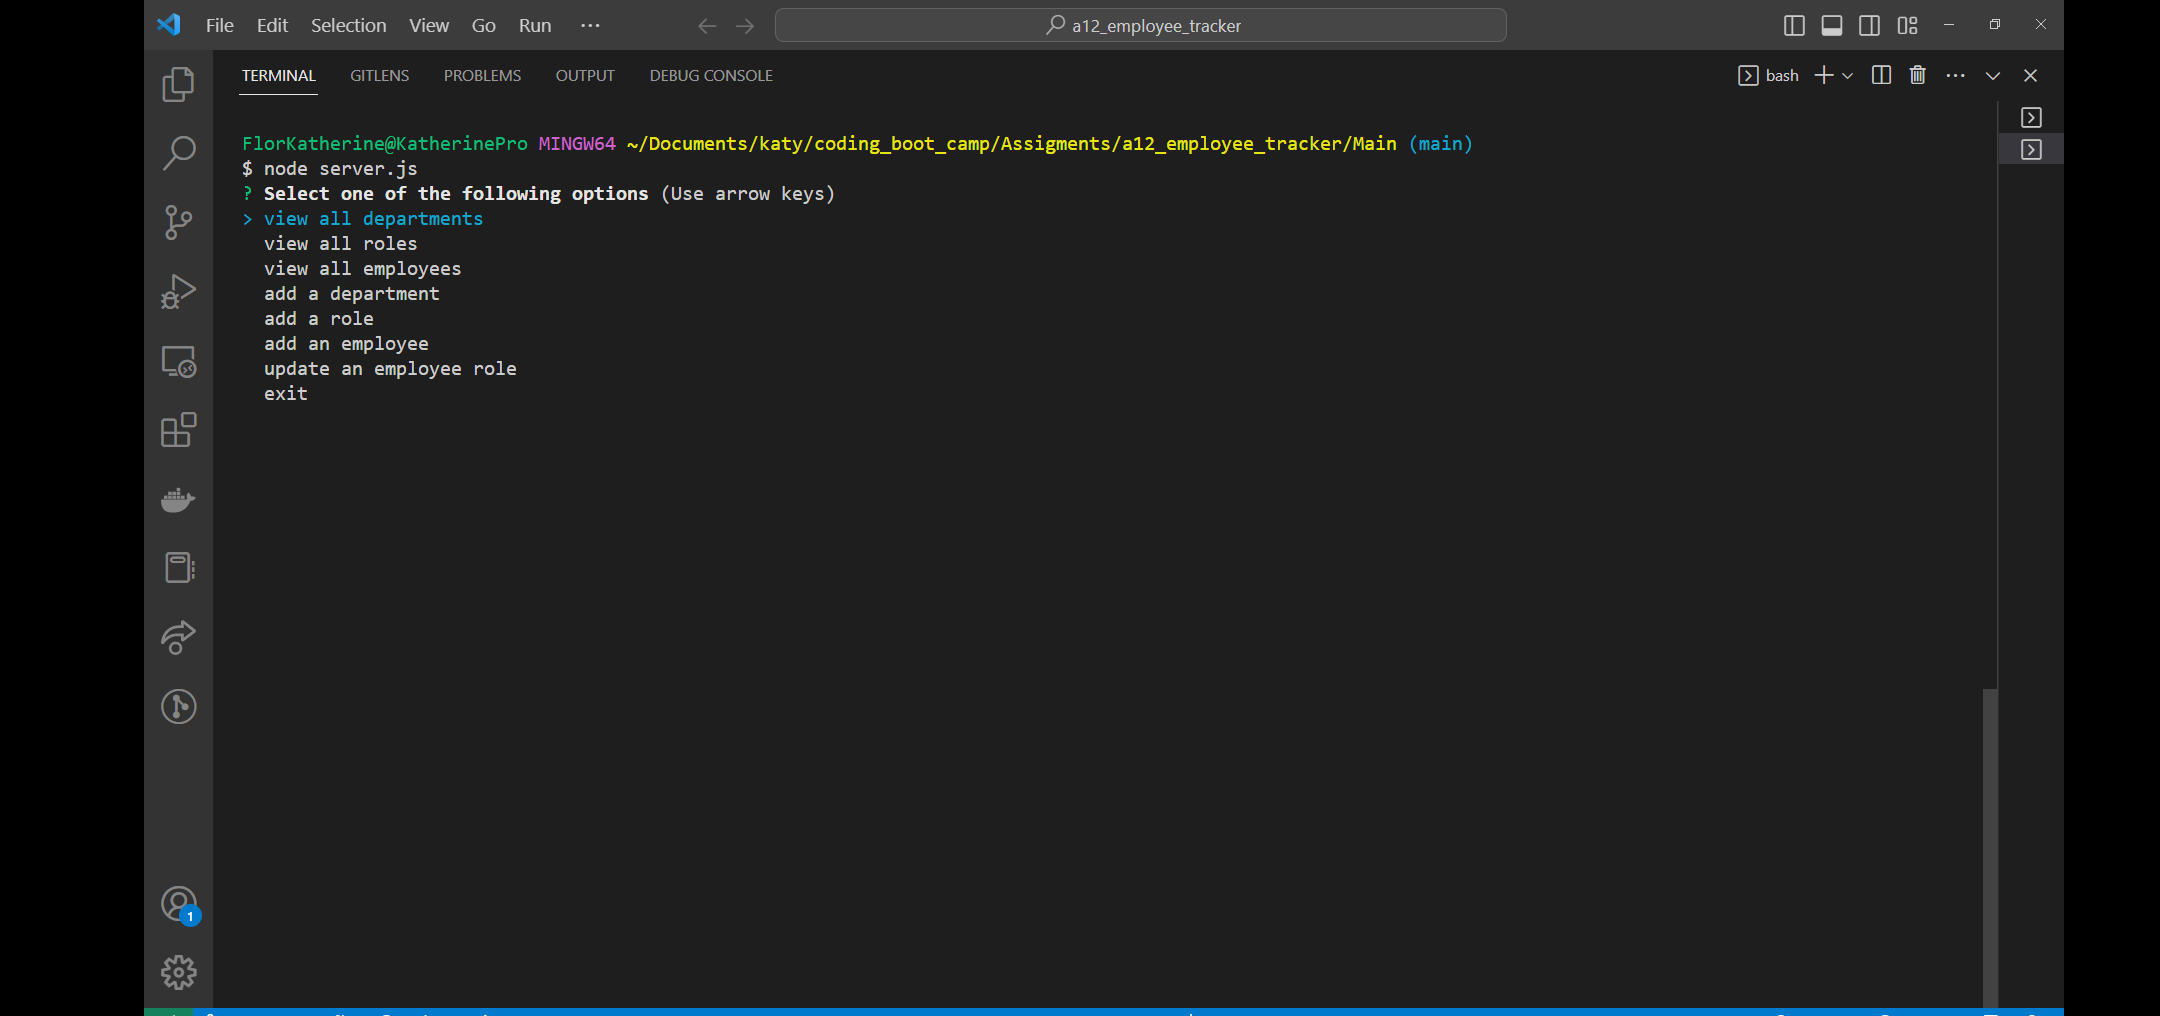 File Edit Selection View Go Run ···
a12_employee_tracker
TERMINAL GITLENS PROBLEMS OUTPUT DEBUG CONSOLE
bash
FlorKatherine@KatherinePro MINGW64 ~/Documents/katy/coding_boot_camp/Assigments/a12_employee_tracker/Main (main)
$ node server.js
? Select one of the following options (Use arrow keys)
> view all departments
view all roles
view all employees
add a department
add a role
add an employee
update an employee role
exit
1